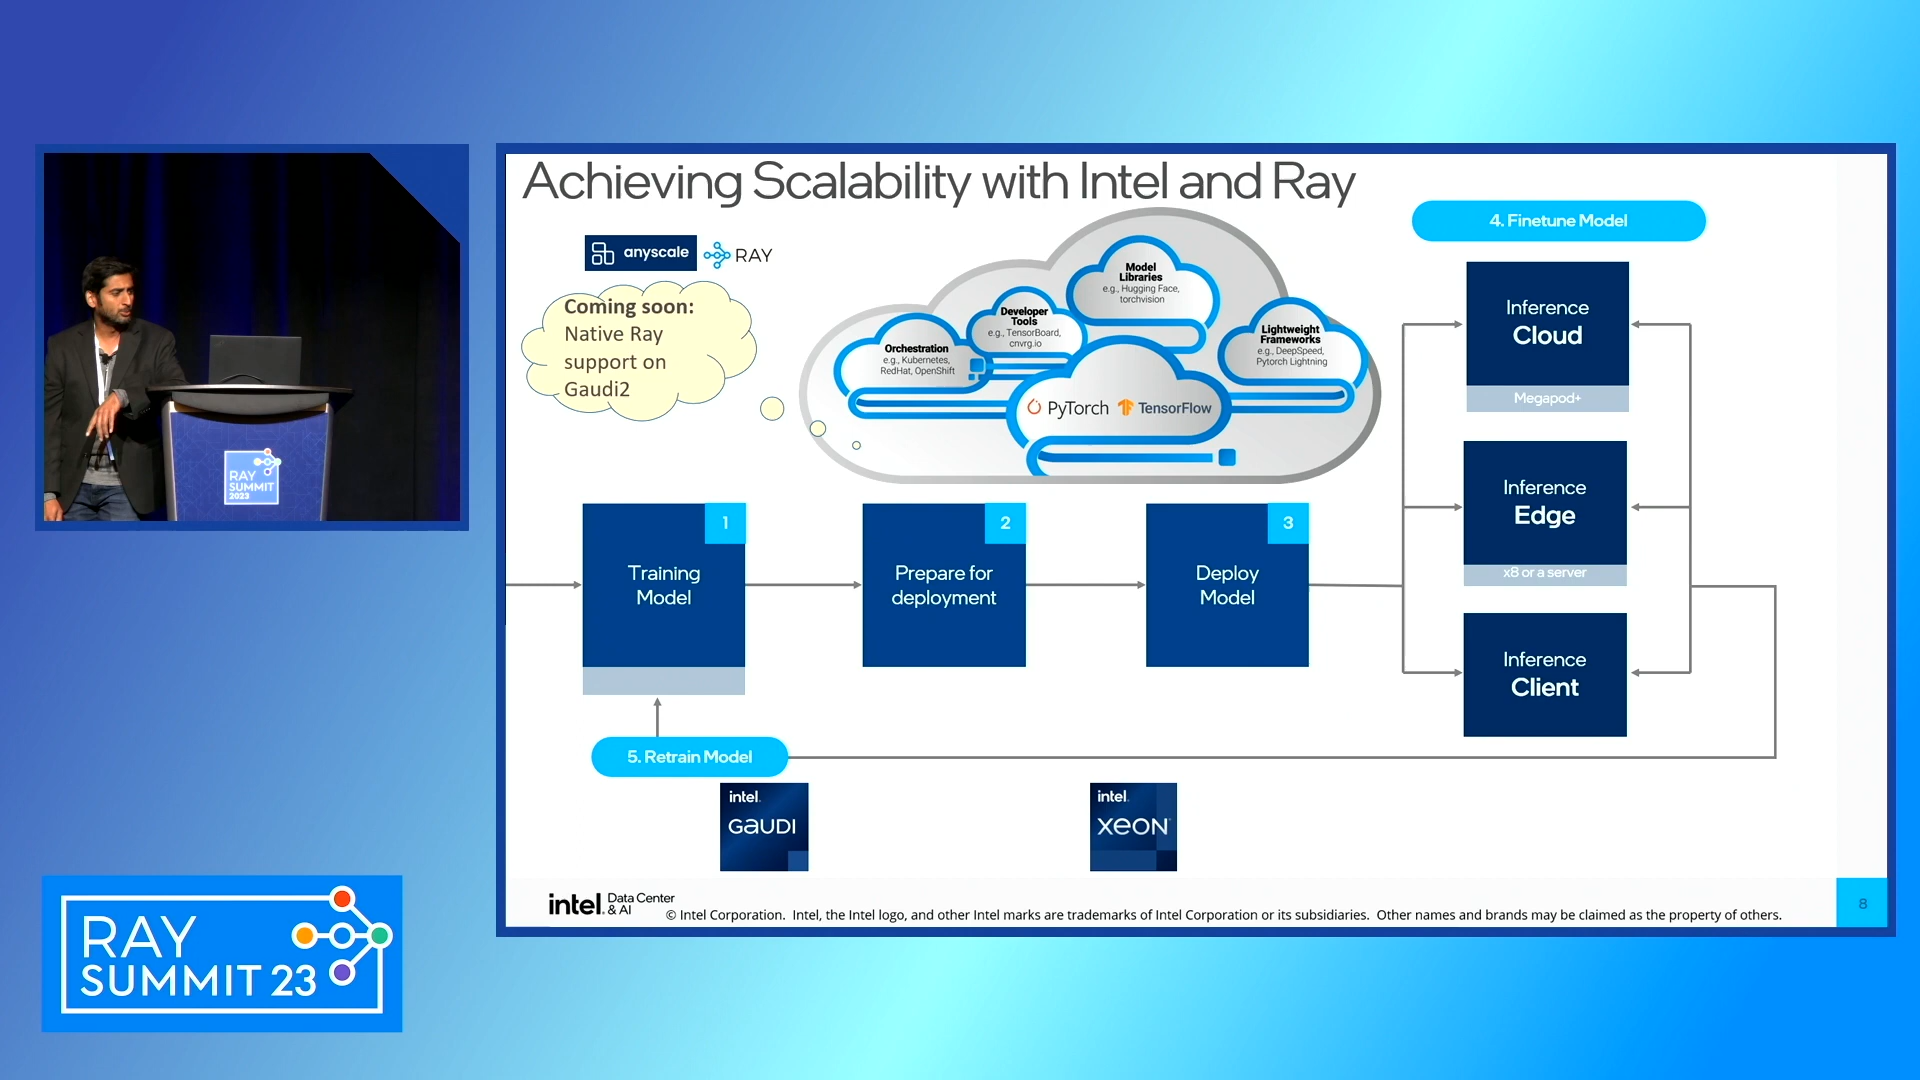 Achieving Scalability with Intel and Ray
anyscale
RAY
Coming soon:
Native Ray
support on
Gaudi2
Orchestration
e.g., Kubernetes,
RedHat, OpenShift
Developer
Tools
e.g., TensorBoard,
cnvrg.io
Model
Libraries
e.g., Hugging Face,
torchvision
Lightweight
Frameworks
e.g., DeepSpeed,
Pytorch Lightning
PyTorch
TensorFlow
4. Finetune Model
Inference
Cloud
Megapod+
Inference
Edge
x8 or a server
Inference
Client
1
Training
Model
2
Prepare for
deployment
3
Deploy
Model
5. Retrain Model
intel.
GAUDI
intel.
XEON
intel. Data Center
& AI
© Intel Corporation. Intel, the Intel logo, and other Intel marks are trademarks of Intel Corporation or its subsidiaries. Other names and brands may be claimed as the property of others.
8
RAY
SUMMIT
2023
RAY
SUMMIT 23